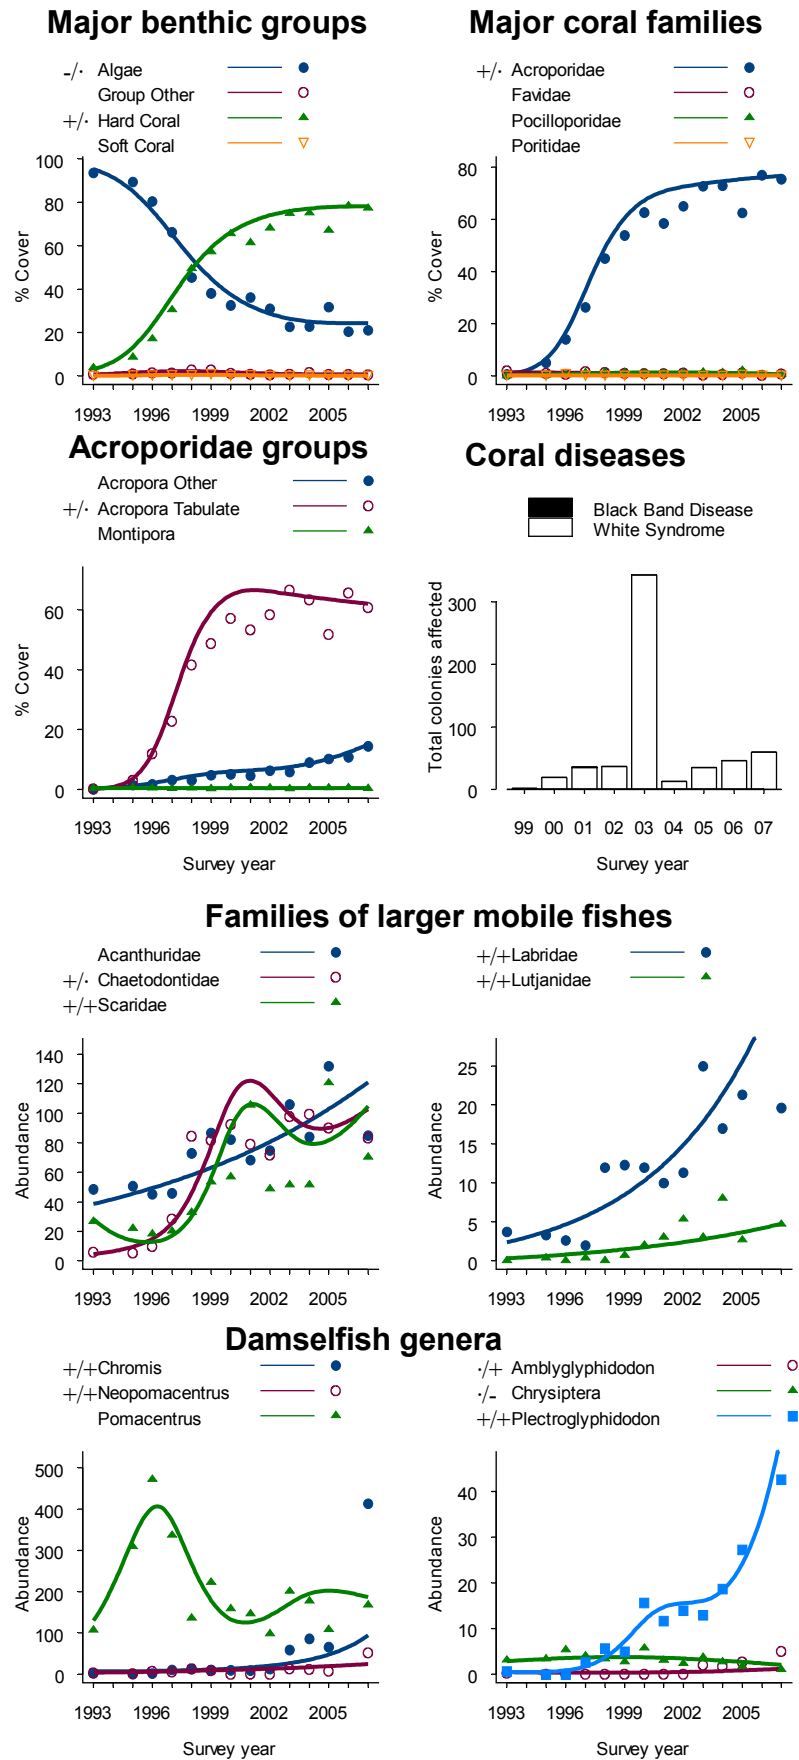 Major benthic groups
-/· Algae
Group Other
+/· Hard Coral
Soft Coral
100
80
60
40
20
0
% Cover
1993 1996 1999 2002 2005
Major coral families
+/· Acroporidae
Favidae
Pocilloporidae
Poritidae
80
60
40
20
0
% Cover
1993 1996 1999 2002 2005
Acroporidae groups
Acropora Other
+/· Acropora Tabulate
Montipora
60
40
20
0
% Cover
1993 1996 1999 2002 2005
Survey year
Coral diseases
Black Band Disease
White Syndrome
300
200
100
0
Total colonies affected
99 00 01 02 03 04 05 06 07
Survey year
Families of larger mobile fishes
Acanthuridae
+/· Chaetodontidae
+/+Scaridae
140
120
100
80
60
40
20
0
Abundance
1993 1996 1999 2002 2005
+/+Labridae
+/+Lutjanidae
25
20
15
10
5
0
Abundance
1993 1996 1999 2002 2005
Damselfish genera
+/+Chromis
+/+Neopomacentrus
Pomacentrus
500
400
300
200
100
0
Abundance
1993 1996 1999 2002 2005
Survey year
·/+ Amblyglyphidodon
·/- Chrysiptera
+/+Plectroglyphidodon
40
30
20
10
0
Abundance
1993 1996 1999 2002 2005
Survey year